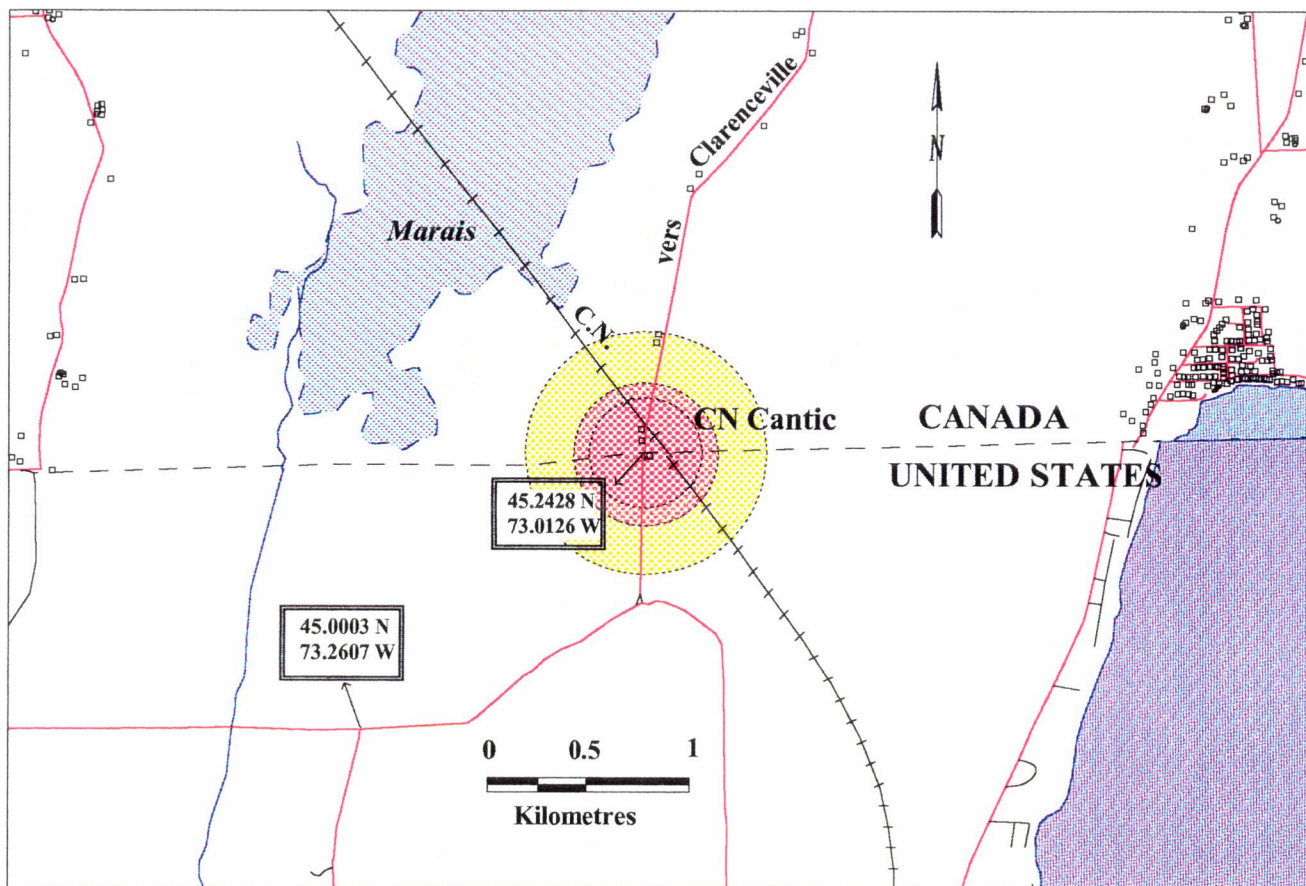 Clarenceville
vers
N
Marais
C.N.
CN Cantic
CANADA
UNITED STATES
45.2428 N
73.0126 W
45.0003 N
73.2607 W
0 0.5 1
Kilometres